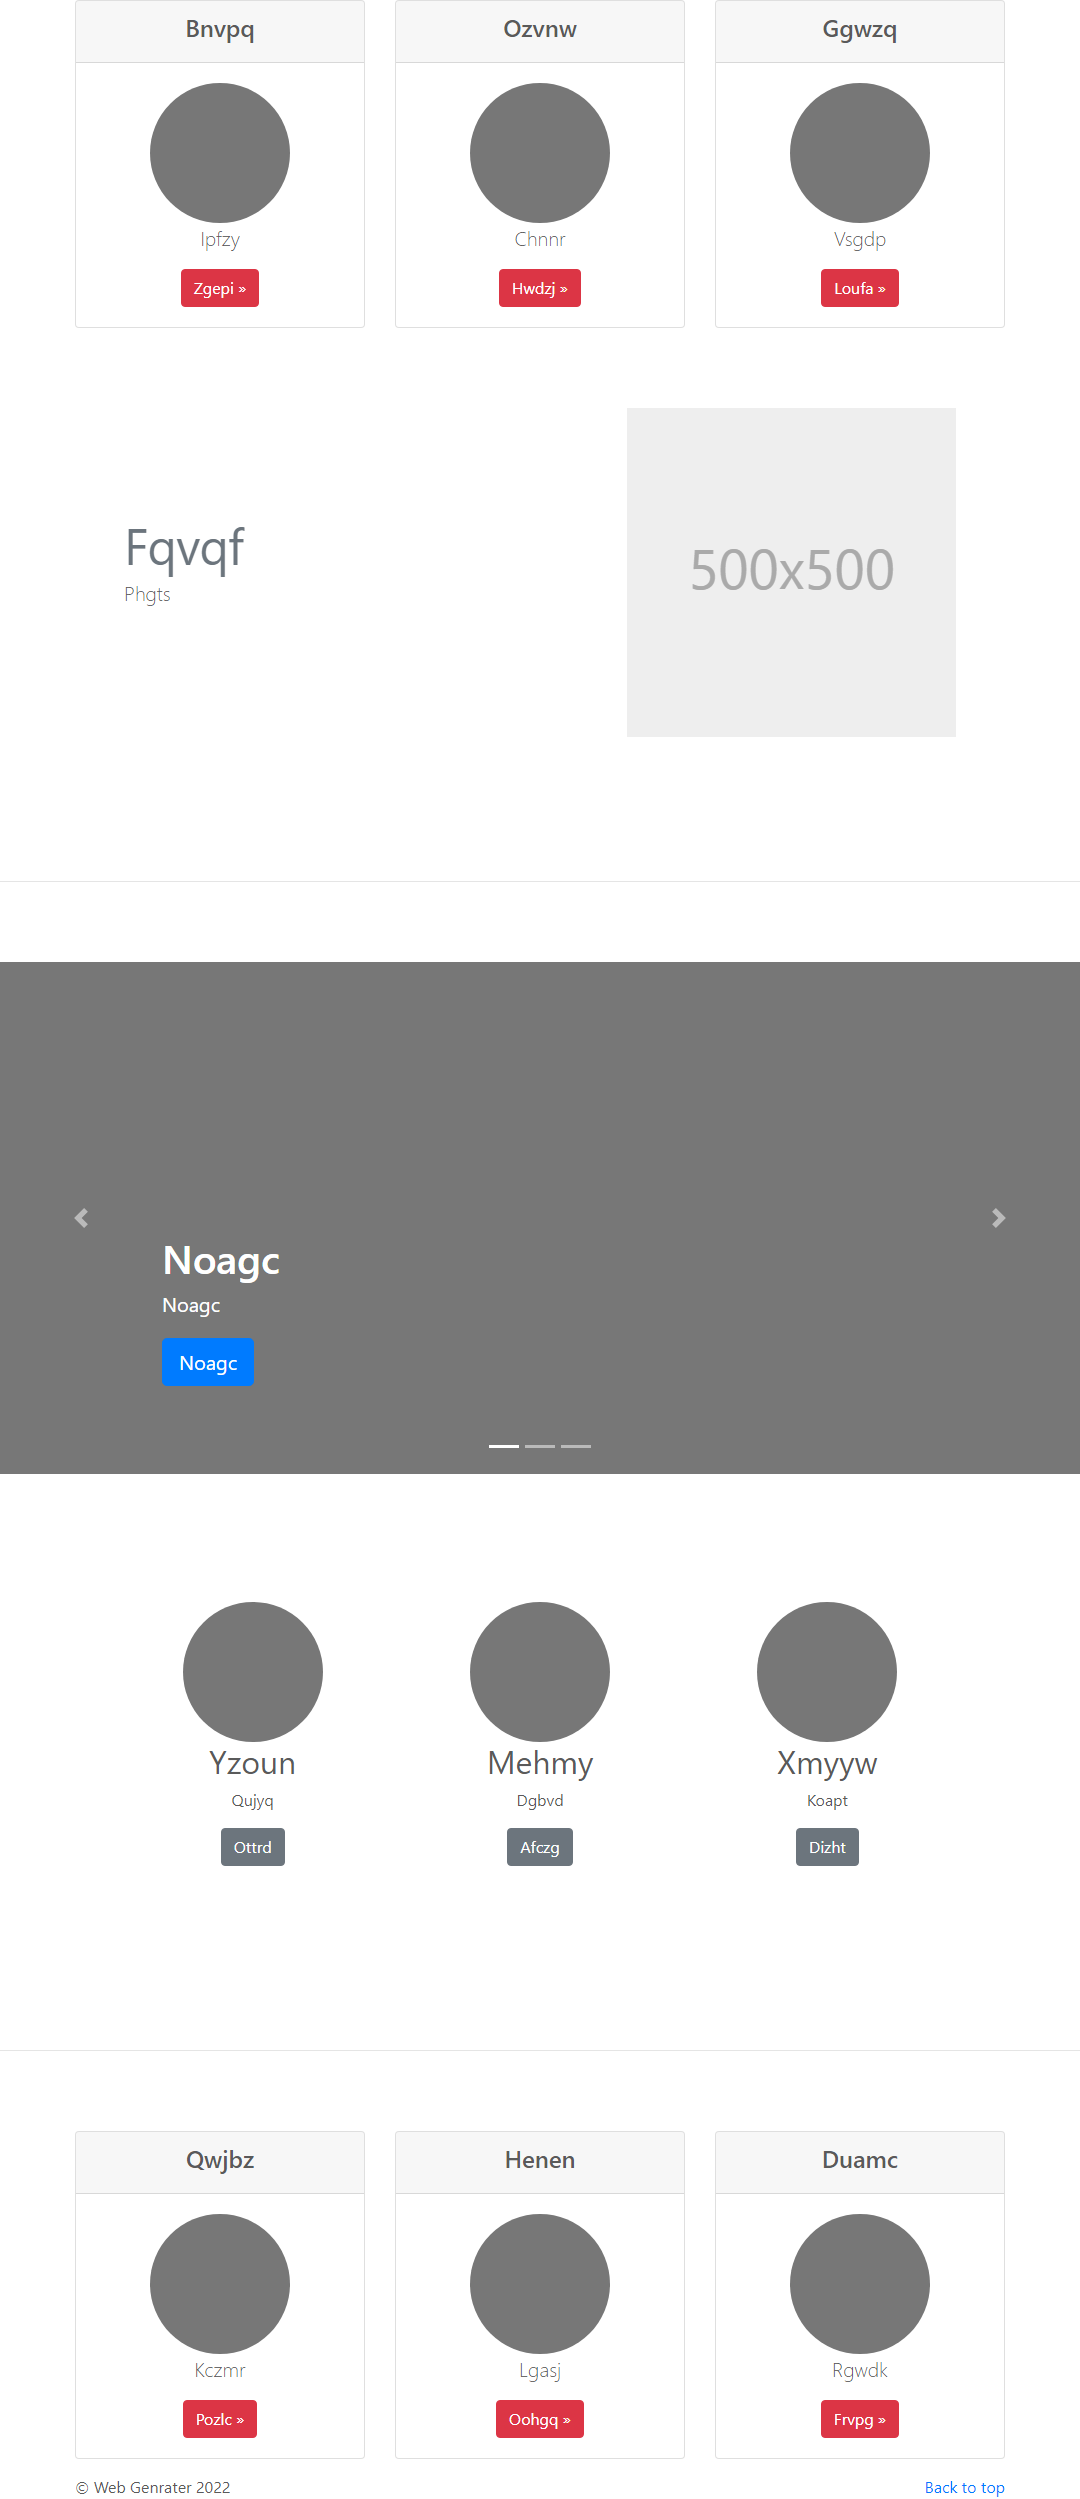 Bnvpq
Ozvnw
Ggwzq
Ipfzy
Chnnr
Vsgdp
Zgepi »
Hwdzj »
Loufa »
Fqvqf
Phgts
500x500
Noagc
Noagc
Noagc
Yzoun
Mehmy
Xmyyw
Qujyq
Dgbvd
Koapt
Ottrd
Afczg
Dizht
Qwjbz
Henen
Duamc
Kczmr
Lgasj
Rgwdk
Pozlc »
Oohgq »
Frvpg »
© Web Genrater 2022
Back to top